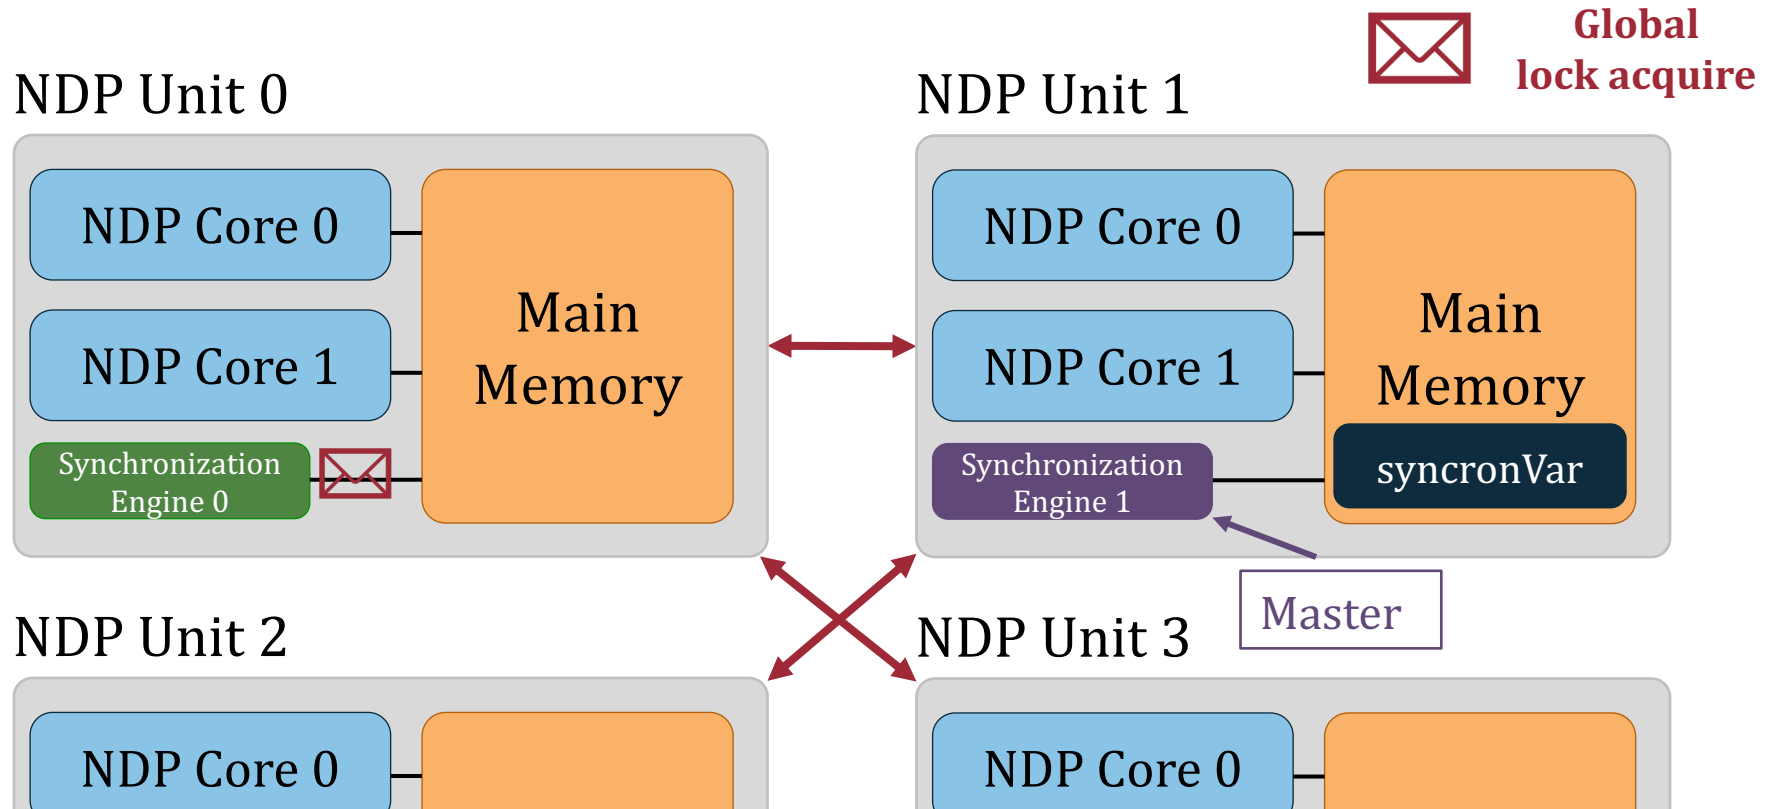 Global
lock acquire
NDP Unit 0
NDP Core 0
NDP Core 1
Synchronization
Engine 0
Main
Memory
NDP Unit 1
NDP Core 0
NDP Core 1
Synchronization
Engine 1
Main
Memory
syncronVar
Master
NDP Unit 2
NDP Core 0
NDP Unit 3
NDP Core 0